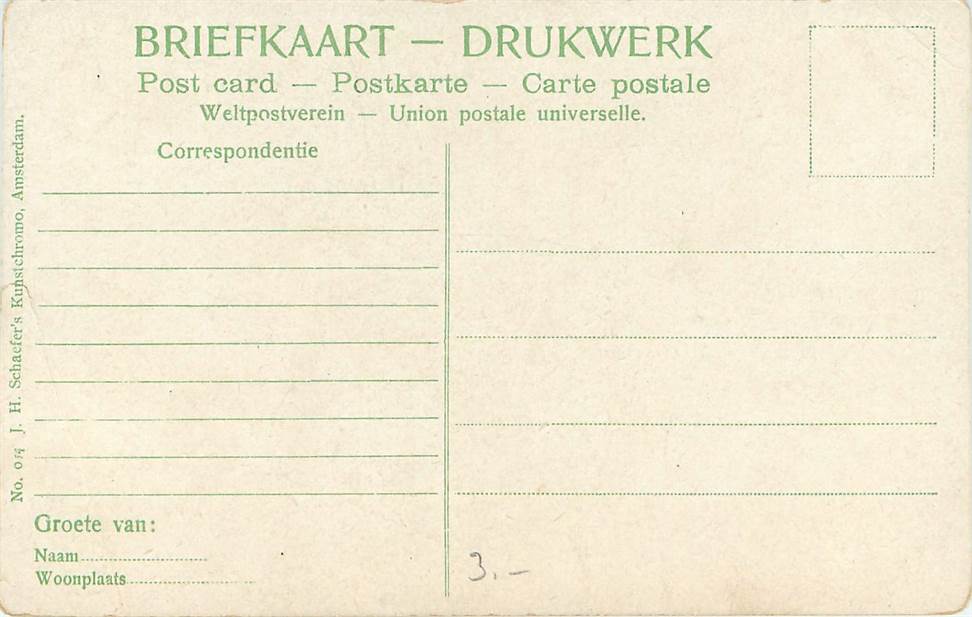 BRIEFKAART — DRUKWERK
Post card — Postkarte — Carte postale
Weltpostverein — Union postale universelle.
Correspondentie
No. J. H. Schaefer's Kunstchromo, Amsterdam.
Groete van:
Naam
Woonplaats
3.–